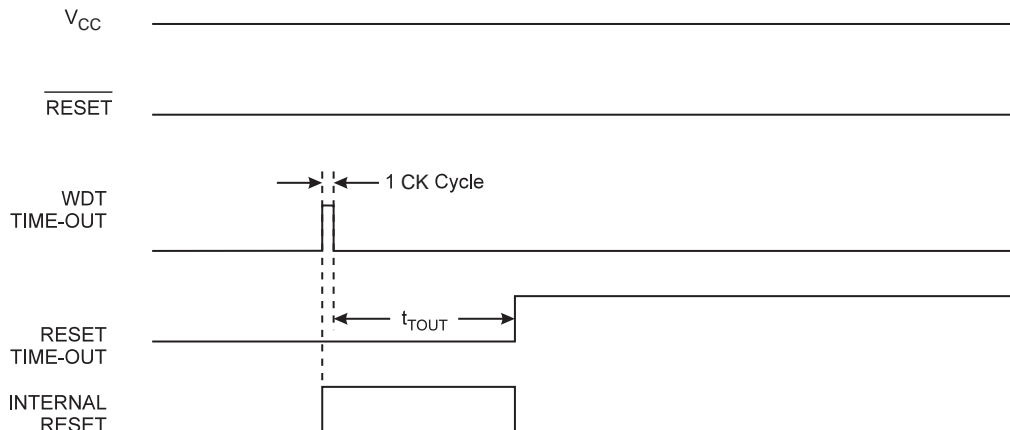 VCC
RESET
1 CK Cycle
WDT
TIME-OUT
tTOUT
RESET
TIME-OUT
INTERNAL
RESET